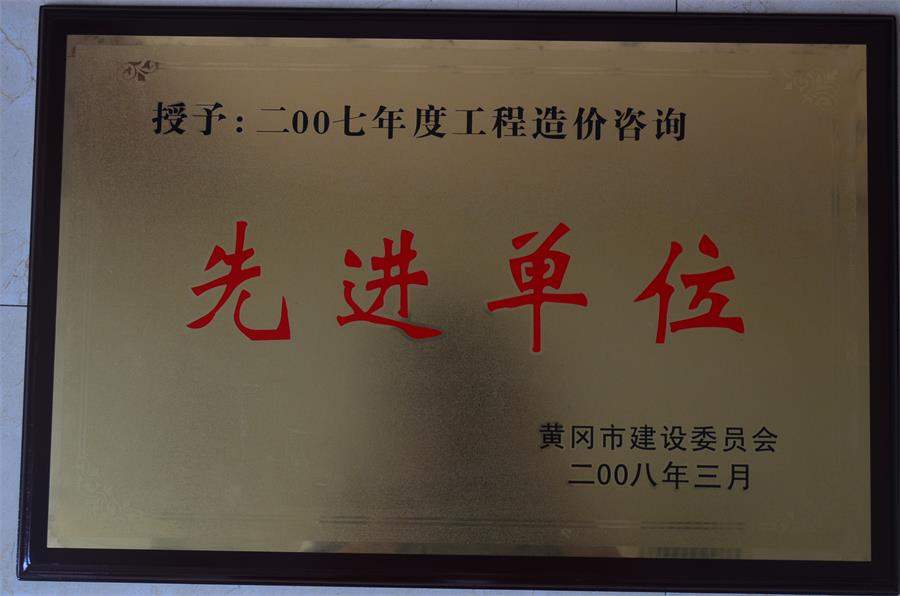 授予：二00七年度工程造价咨询
先进单位
黄冈市建设委员会
二00八年三月